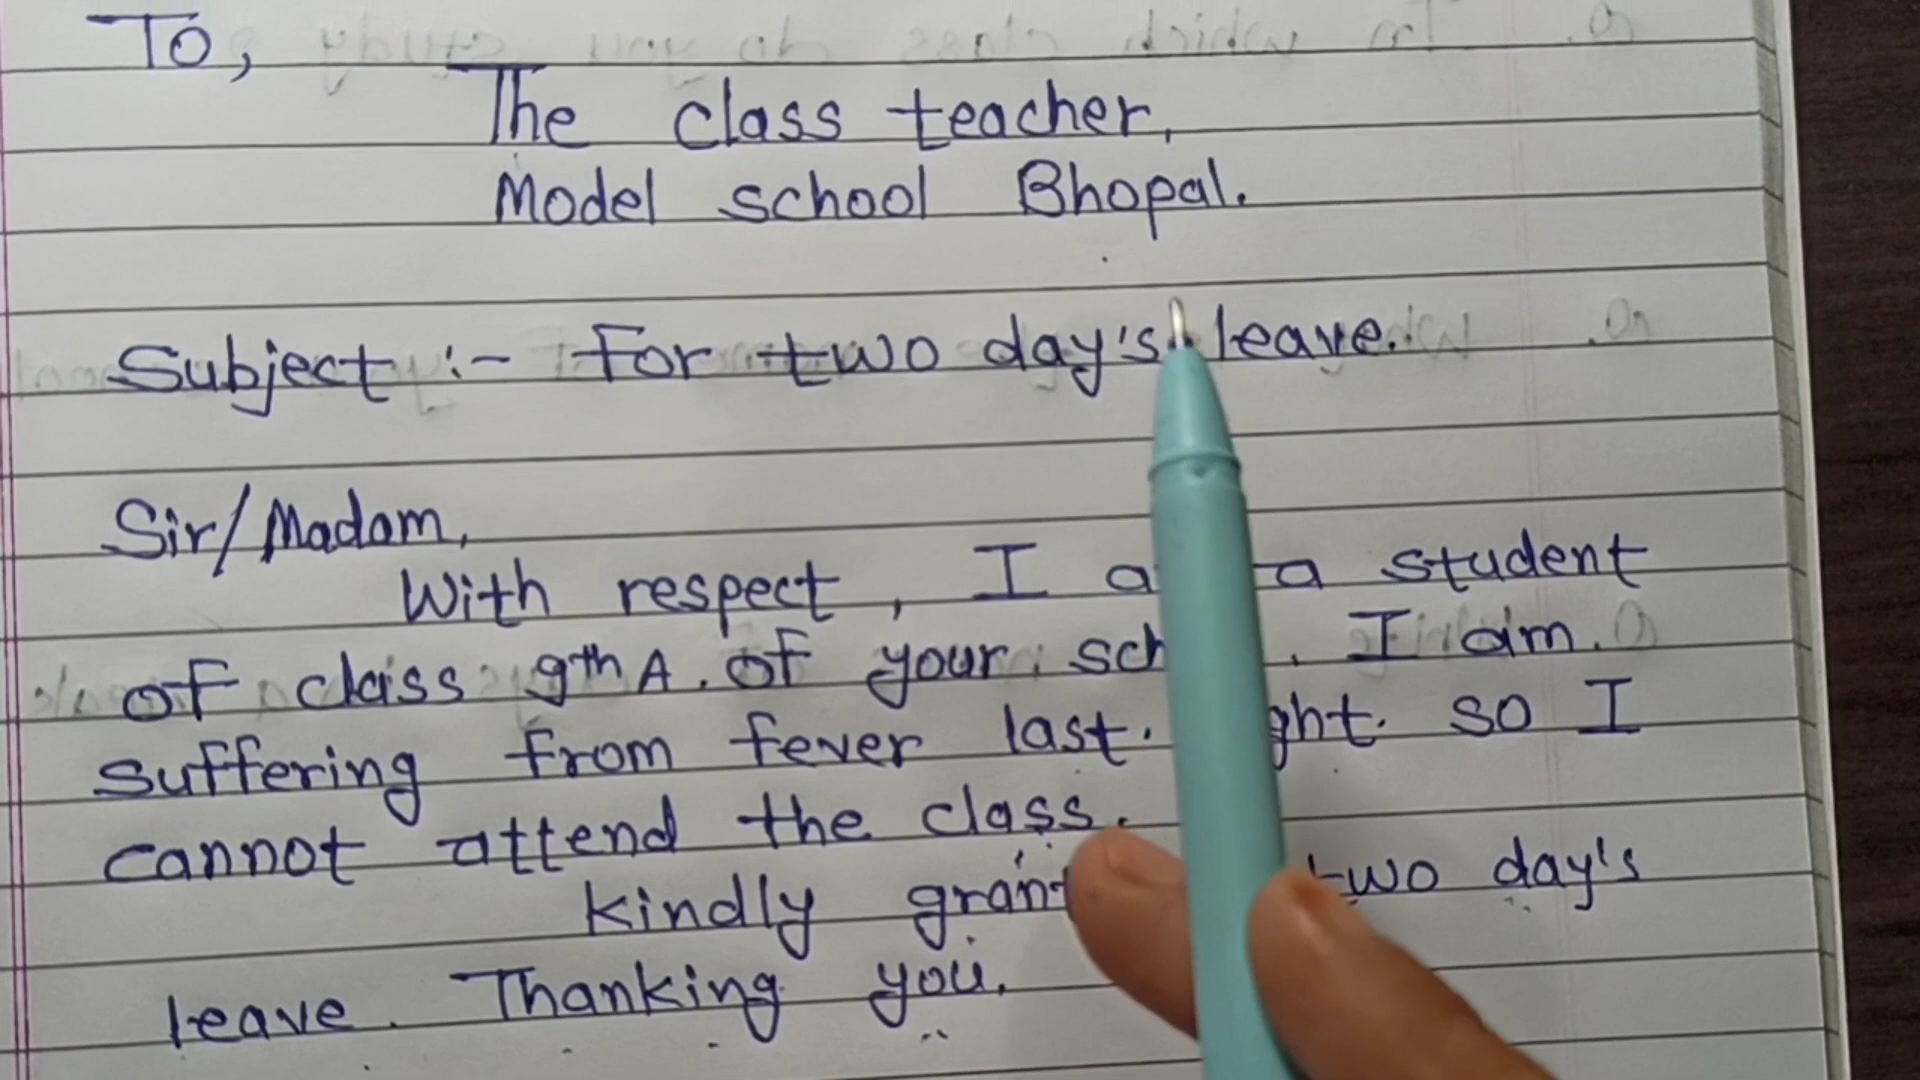 To,
The class teacher,
Model school Bhopal.
Subject :- For two day's leave.
Sir/Madam,
With respect, I a student
of class 9th A. of your. I am.
suffering from fever last. so I
cannot attend the class.
kindly grant two day's
leave. Thanking you.